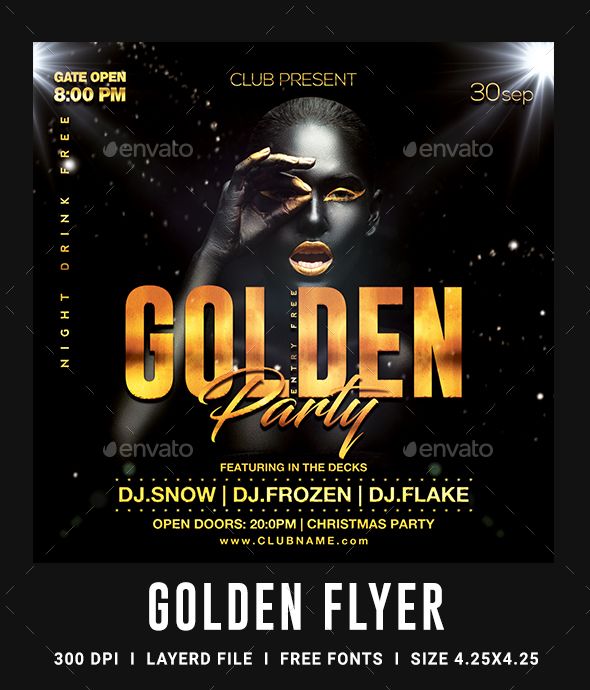 GATE OPEN
8:00 PM
CLUB PRESENT
30sep
NIGHT DRINK FREE
envato
envato
GOLDEN
ENTRY FREE
Party
envato
envato
FEATURING IN THE DECKS
DJ.SNOW | DJ.FROZEN | DJ.FLAKE
OPEN DOORS: 20:0PM | CHRISTMAS PARTY
www.CLUBNAME.com
GOLDEN FLYER
300 DPI I LAYERD FILE I FREE FONTS I SIZE 4.25X4.25